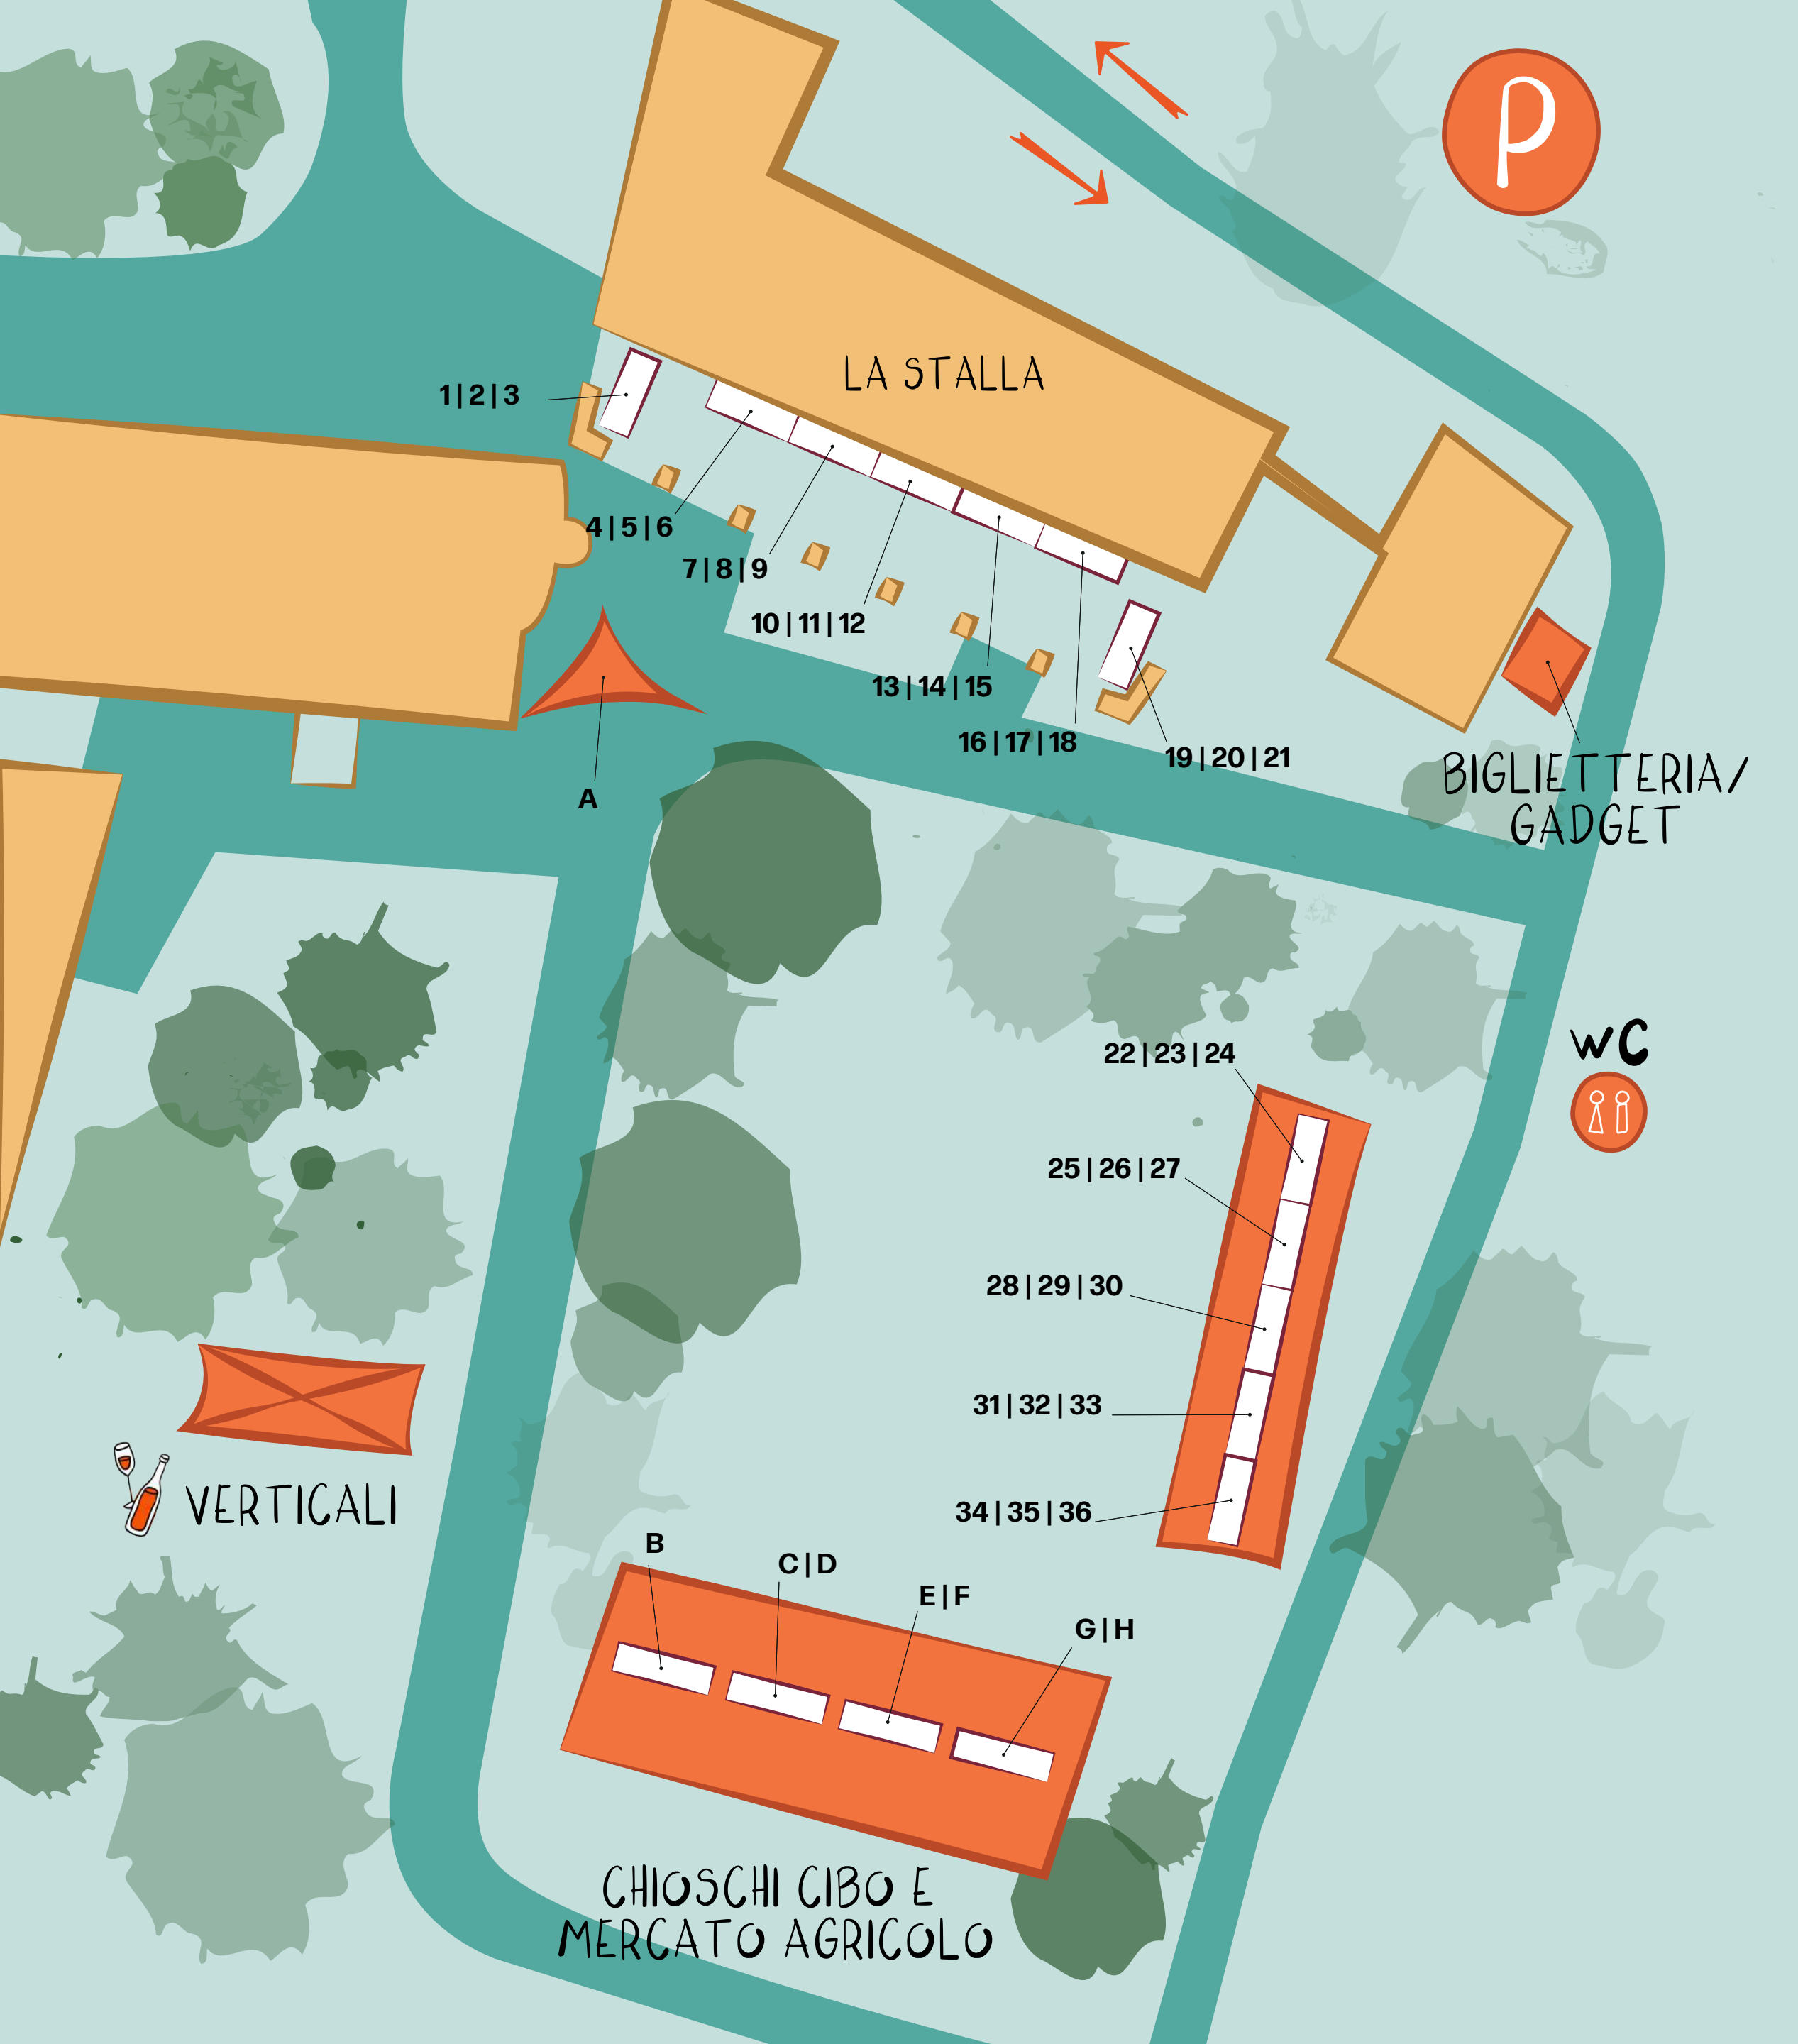 P
LA STALLA
1|2|3
4|5|6
7|8|9
10|11|12
13|14|15
16|17|18
19|20|21
BIGLIETTERIA/
GADGET
A
WC
22|23|24
25|26|27
28|29|30
31|32|33
34|35|36
VERTICALI
B
C|D
E|F
G|H
CHIOSCHI CIBO E
MERCATO AGRICOLO